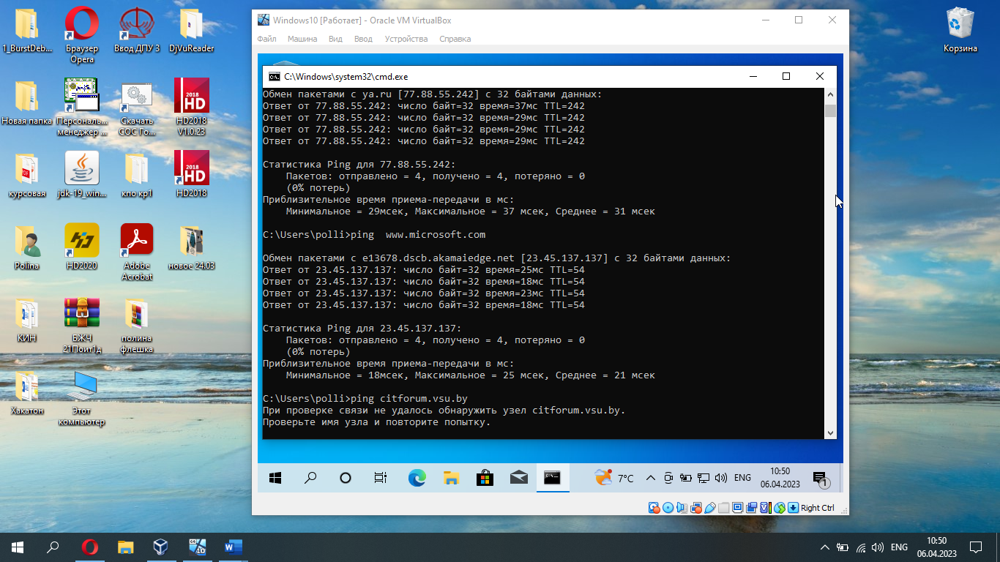 1_BurstDeb...
Браузер
Opera
Ввод ДПУ 3
DjVuReader
Новая папка
Персональ...
менеджер ...
Скачать
СОС Го...
2018
HD
HD2018
V1.0.23
курсовая
jdk-19_win...
кпо кр1
2018
HD
HD2018
Polina
HD2020
Adobe
Acrobat
новое 24.03
КИН
БЖЧ
21Поит1д
полина
флешка
Хакатон
Этот
компьютер
Корзина
Windows10 [Работает] - Oracle VM VirtualBox
Файл Машина Вид Ввод Устройства Справка
C:\Windows\system32\cmd.exe
Обмен пакетами с ya.ru [77.88.55.242] с 32 байтами данных:
Ответ от 77.88.55.242: число байт=32 время=37мс TTL=242
Ответ от 77.88.55.242: число байт=32 время=29мс TTL=242
Ответ от 77.88.55.242: число байт=32 время=29мс TTL=242
Ответ от 77.88.55.242: число байт=32 время=29мс TTL=242
Статистика Ping для 77.88.55.242:
Пакетов: отправлено = 4, получено = 4, потеряно = 0
(0% потерь)
Приблизительное время приема-передачи в мс:
Минимальное = 29мсек, Максимальное = 37 мсек, Среднее = 31 мсек
C:\Users\polli>ping  www.microsoft.com
Обмен пакетами с e13678.dscb.akamaiedge.net [23.45.137.137] с 32 байтами данных:
Ответ от 23.45.137.137: число байт=32 время=25мс TTL=54
Ответ от 23.45.137.137: число байт=32 время=18мс TTL=54
Ответ от 23.45.137.137: число байт=32 время=23мс TTL=54
Ответ от 23.45.137.137: число байт=32 время=18мс TTL=54
Статистика Ping для 23.45.137.137:
Пакетов: отправлено = 4, получено = 4, потеряно = 0
(0% потерь)
Приблизительное время приема-передачи в мс:
Минимальное = 18мсек, Максимальное = 25 мсек, Среднее = 21 мсек
C:\Users\polli>ping citforum.vsu.by
При проверке связи не удалось обнаружить узел citforum.vsu.by.
Проверьте имя узла и повторите попытку.
7°C
ENG
10:50
06.04.2023
1
Right Ctrl
ENG
10:50
06.04.2023